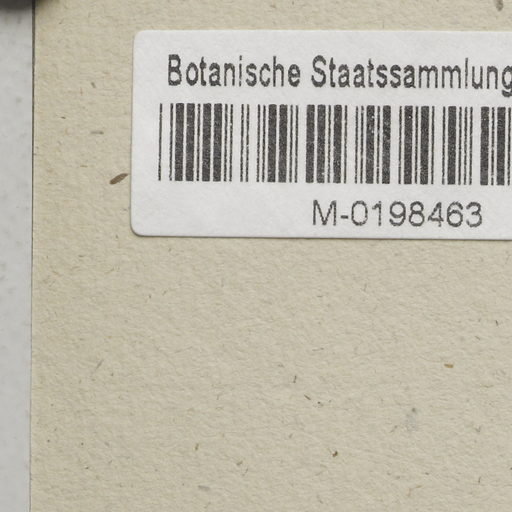 Botanische Staatssammlung
M-0198463